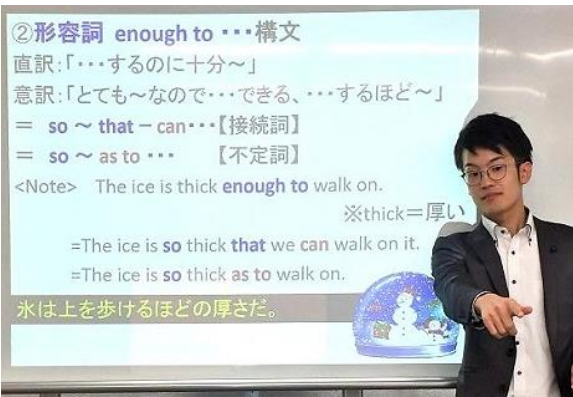 ②形容詞 enough to ･･･構文
直訳:「･･･するのに十分～」
意訳:「とても～なので･･･できる、･･･するほど～」
＝ so ～ that － can･･･【接続詞】
＝ so ～ as to ･･･ 【不定詞】
<Note> The ice is thick enough to walk on.
※thick＝厚い
=The ice is so thick that we can walk on it.
=The ice is so thick as to walk on.
氷は上を歩けるほどの厚さだ。